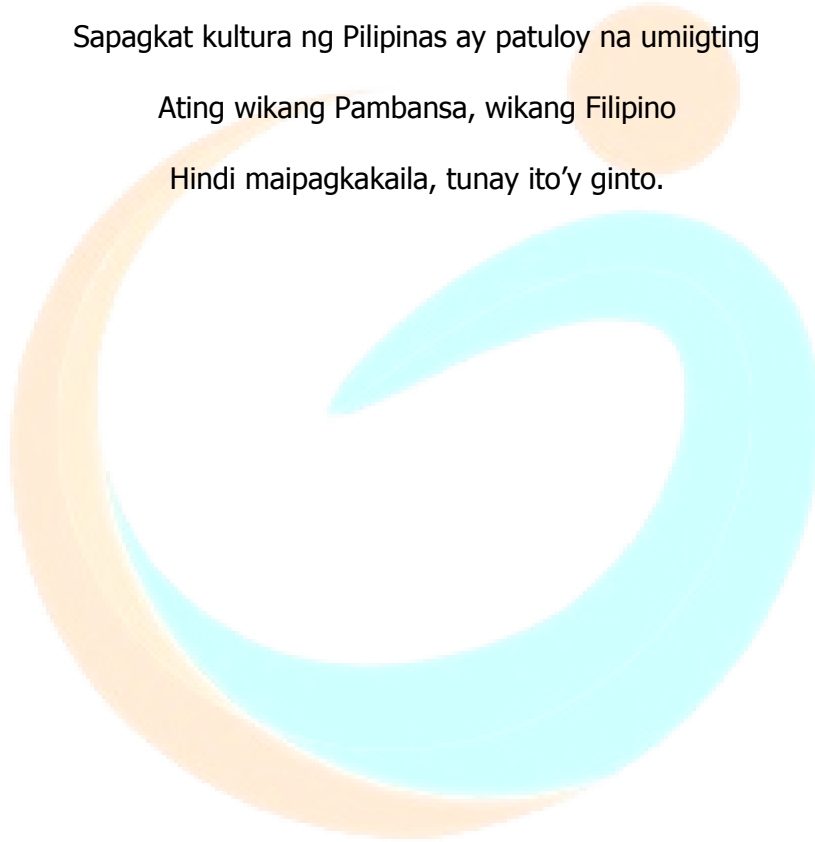 Sapagkat kultura ng Pilipinas ay patuloy na umiigting
Ating wikang Pambansa, wikang Filipino
Hindi maipagkakaila, tunay ito’y ginto.